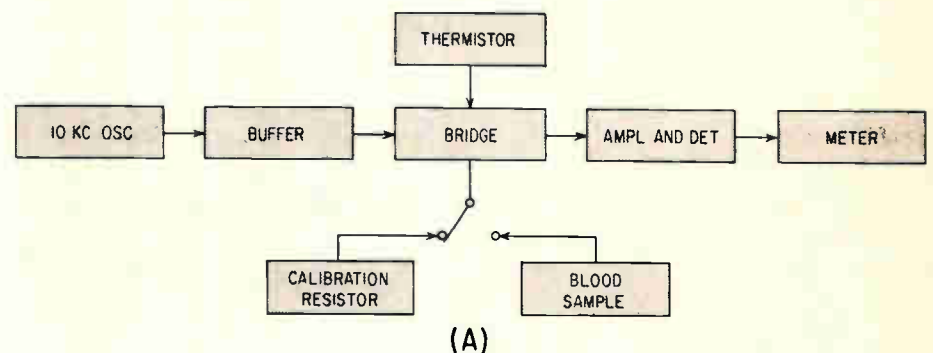 THERMISTOR
10 KC OSC
BUFFER
BRIDGE
AMPL AND DET
METER
CALIBRATION
RESISTOR
BLOOD
SAMPLE
(A)